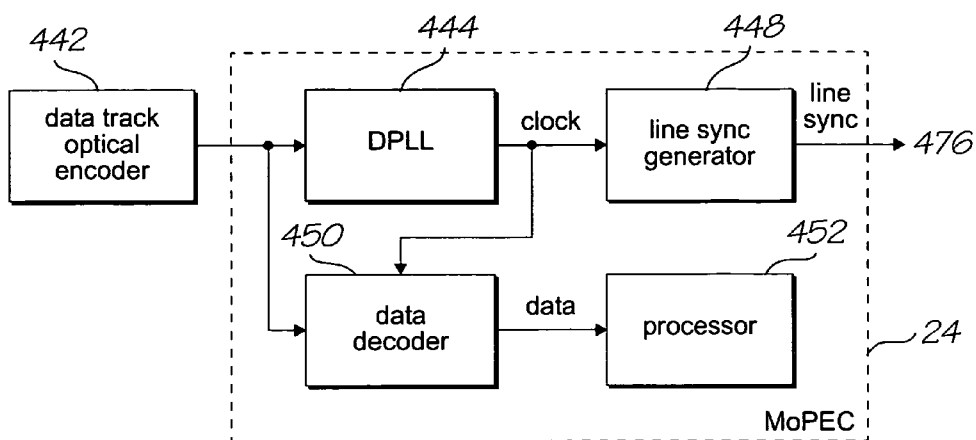 442
444
448
data track
optical
encoder
DPLL
clock
line sync
generator
line
sync
476
450
452
data
decoder
data
processor
24
MoPEC